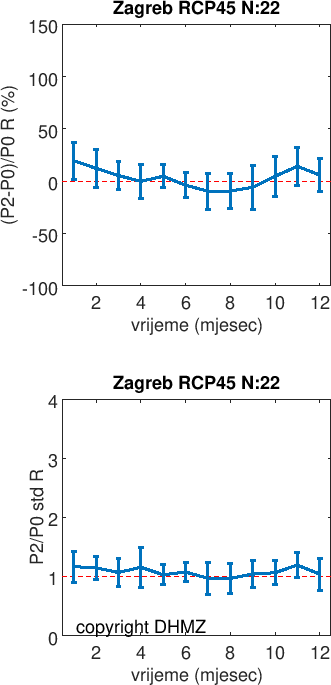 Zagreb RCP45 N:22
150
100
50
0
-50
-100
(P2-P0)/P0 R (%)
2 4 6 8 10 12
vrijeme (mjesec)
Zagreb RCP45 N:22
4
3
2
1
0
P2/P0 std R
copyright DHMZ
2 4 6 8 10 12
vrijeme (mjesec)